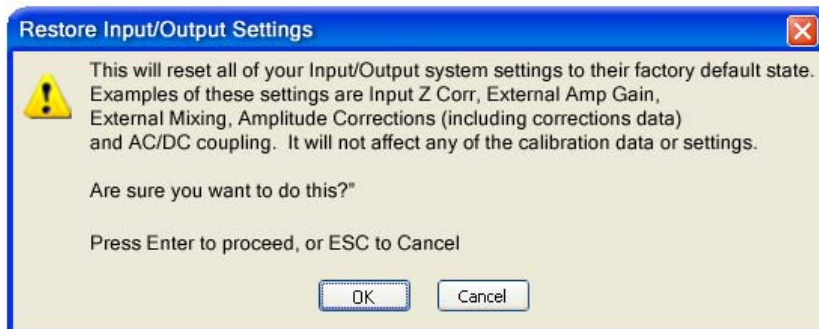 Restore Input/Output Settings
This will reset all of your Input/Output system settings to their factory default state.
Examples of these settings are Input Z Corr, External Amp Gain,
External Mixing, Amplitude Corrections (including corrections data)
and AC/DC coupling. It will not affect any of the calibration data or settings.
Are sure you want to do this?"
Press Enter to proceed, or ESC to Cancel
OK
Cancel